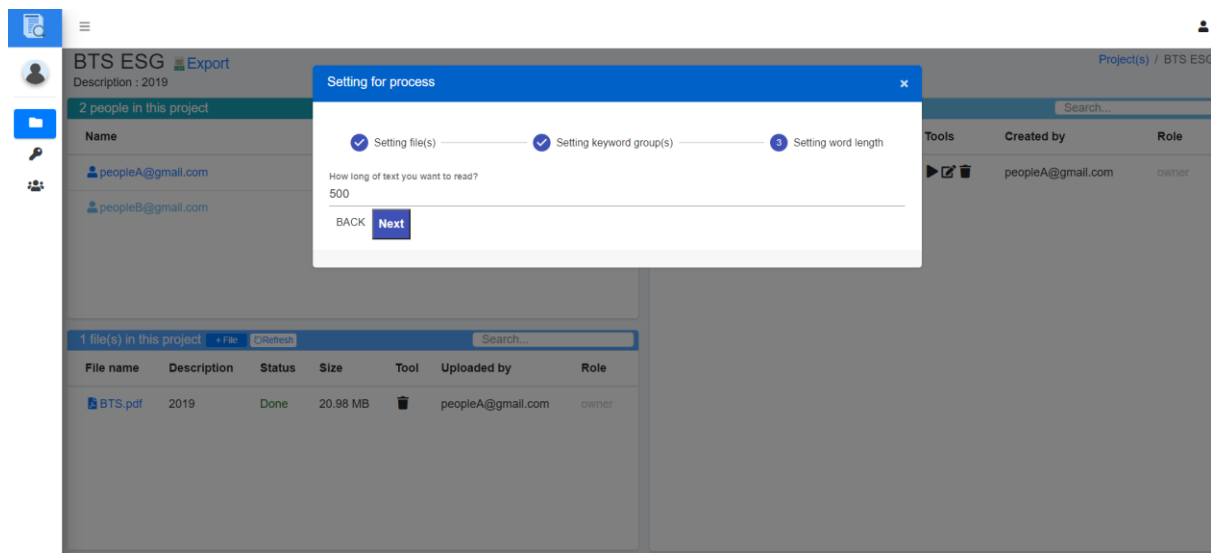 BTS ESG Export
Project(s) / BTS ESG
Description : 2019
Setting for process ×
2 people in this project
Search...
Name
Tools Created by Role
Setting file(s) Setting keyword group(s) 3 Setting word length
peopleA@gmail.com
peopleA@gmail.com owner
How long of text you want to read?
500
peopleB@gmail.com
BACK Next
1 file(s) in this project + File Refresh Search...
File name Description Status Size Tool Uploaded by Role
BTS.pdf 2019 Done 20.98 MB peopleA@gmail.com owner